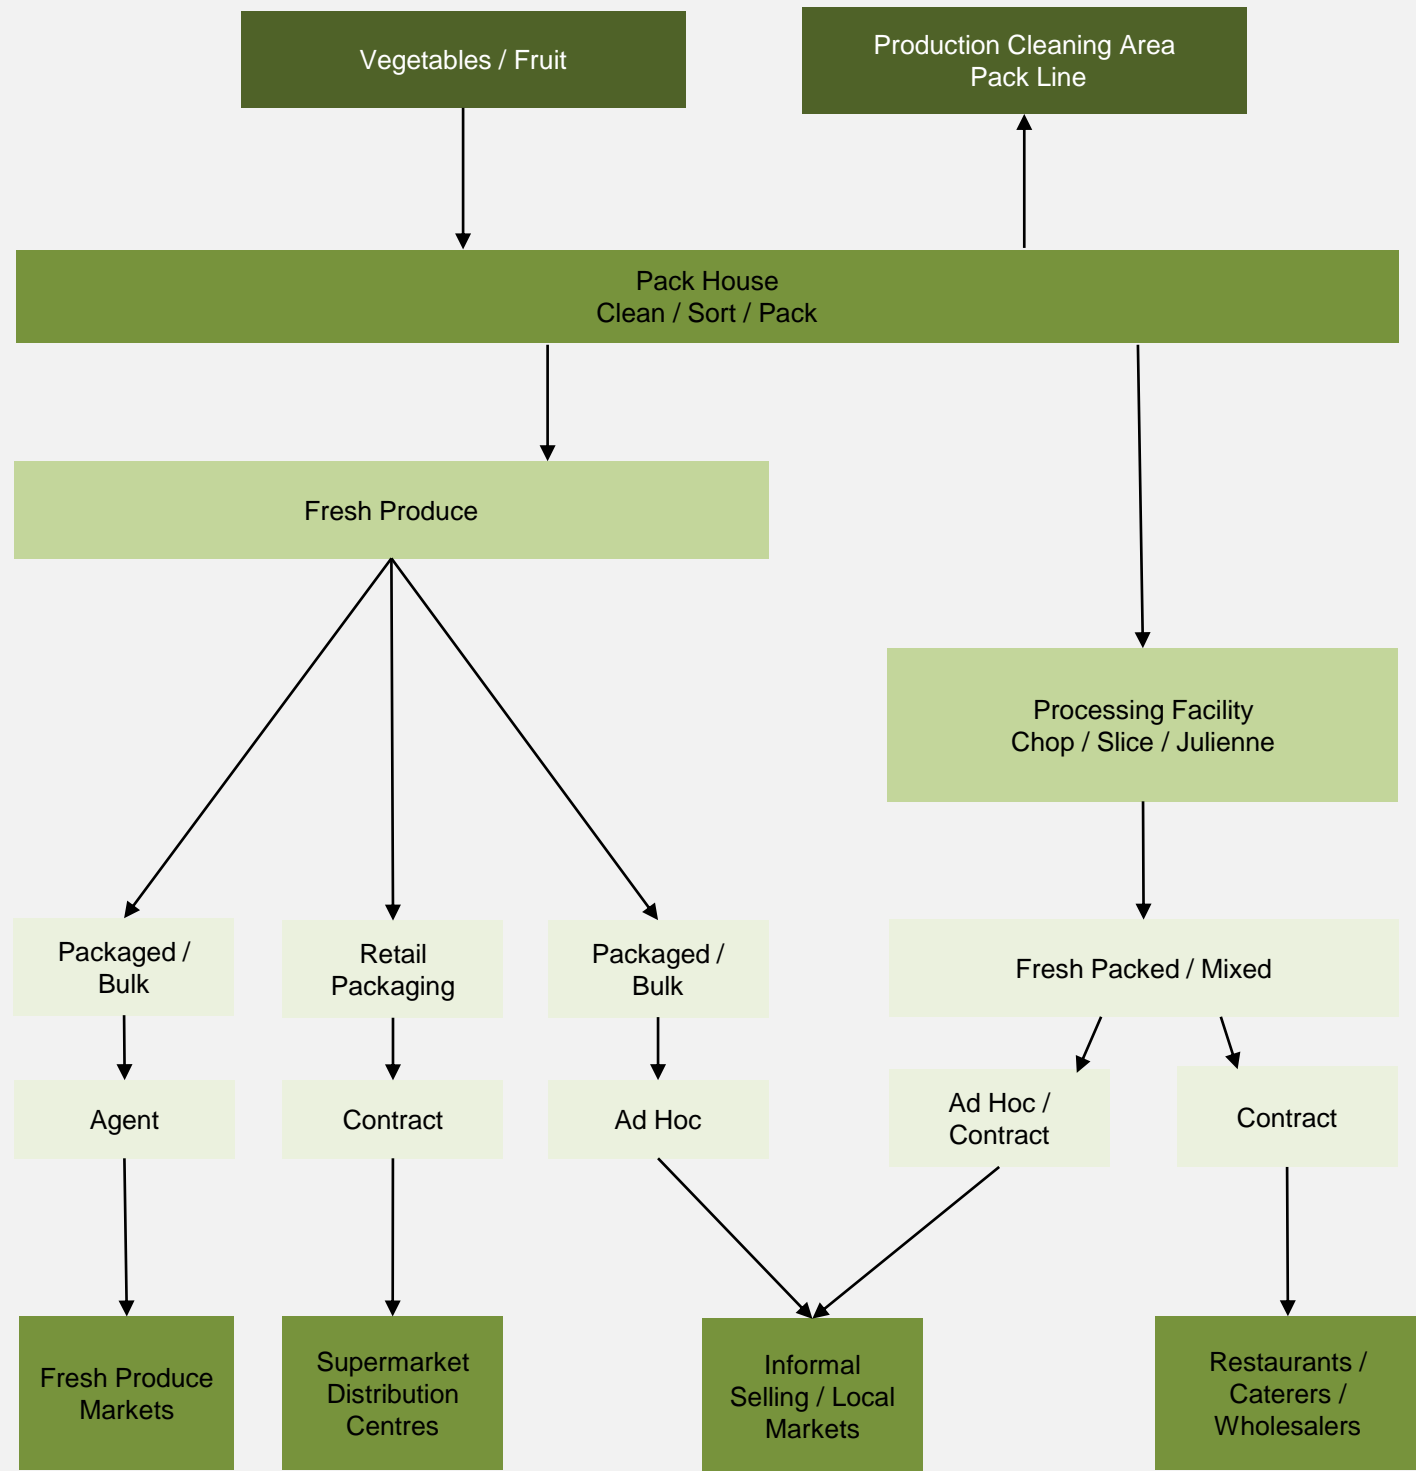 Vegetables / Fruit
Production Cleaning Area
Pack Line
Pack House
Clean / Sort / Pack
Fresh Produce
Processing Facility
Chop / Slice / Julienne
Packaged /
Bulk
Retail
Packaging
Packaged /
Bulk
Fresh Packed / Mixed
Agent
Contract
Ad Hoc
Ad Hoc /
Contract
Contract
Fresh Produce
Markets
Supermarket
Distribution
Centres
Informal
Selling / Local
Markets
Restaurants /
Caterers /
Wholesalers